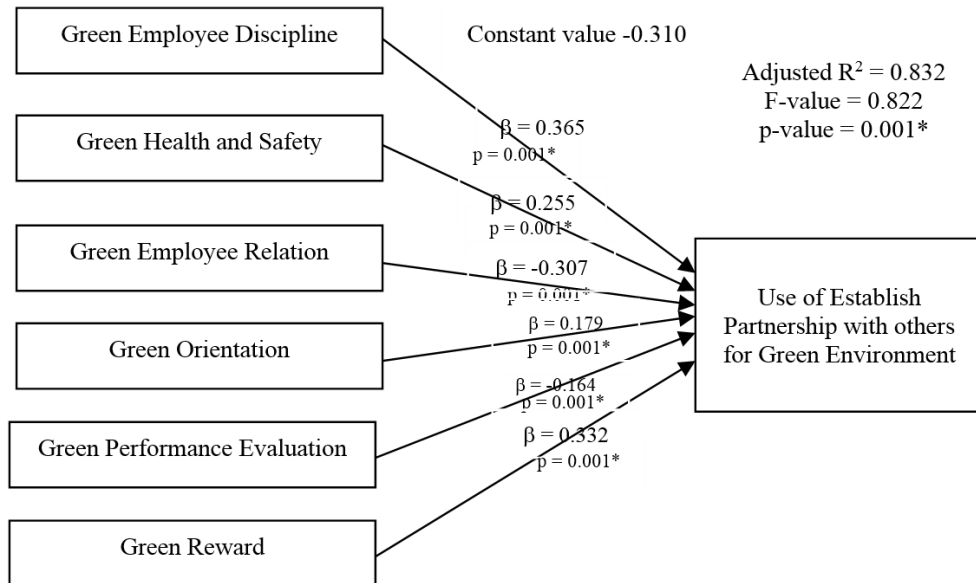 Green Employee Discipline
Constant value -0.310
Adjusted R² = 0.832
F-value = 0.822
p-value = 0.001*
Green Health and Safety
β = 0.365
p = 0.001*
β = 0.255
p = 0.001*
Green Employee Relation
β = -0.307
p = 0.001*
Use of Establish
Partnership with others
for Green Environment
Green Orientation
β = 0.179
p = 0.001*
β = -0.164
p = 0.001*
Green Performance Evaluation
β = 0.332
p = 0.001*
Green Reward